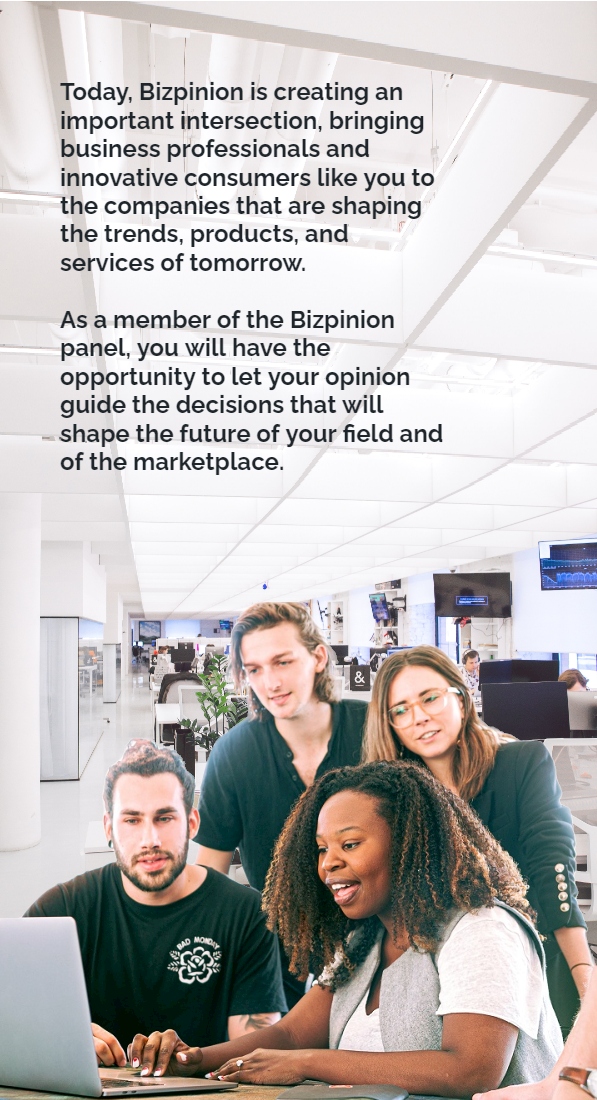 Today, Bizpinion is creating an
important intersection, bringing
business professionals and
innovative consumers like you to
the companies that are shaping
the trends, products, and
services of tomorrow.
As a member of the Bizpinion
panel, you will have the
opportunity to let your opinion
guide the decisions that will
shape the future of your field and
of the marketplace.
&
BAD MONDAY